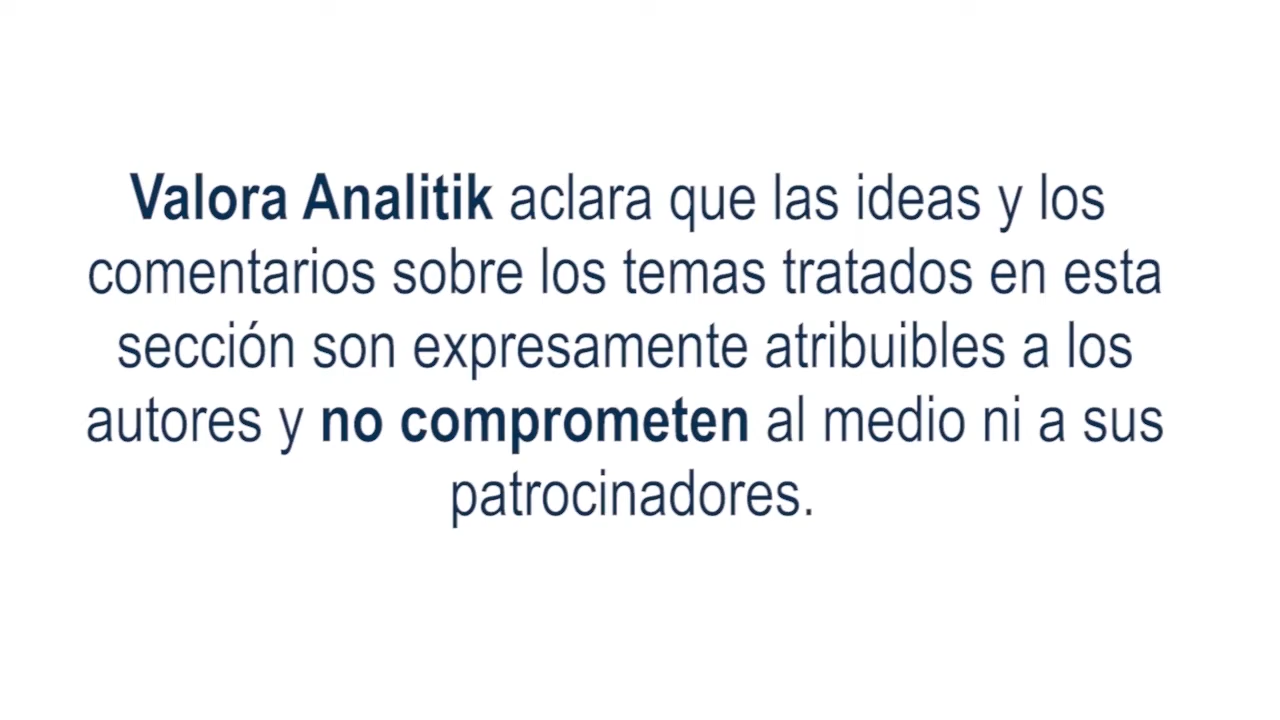 Valora Analitik aclara que las ideas y los
comentarios sobre los temas tratados en esta
sección son expresamente atribuibles a los
autores y no comprometen al medio ni a sus
patrocinadores.